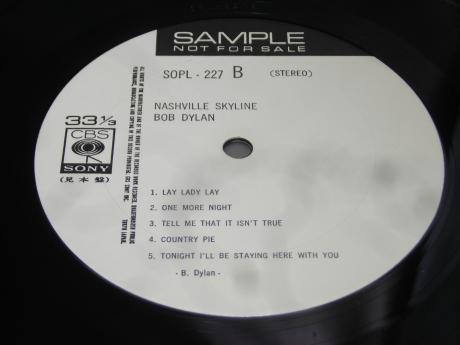 SAMPLE
NOT FOR SALE
SOPL - 227 B (STEREO)
NASHVILLE SKYLINE
BOB DYLAN
33 1/3
CBS
SONY
(見本盤)
1. LAY LADY LAY
2. ONE MORE NIGHT
3. TELL ME THAT IT ISN'T TRUE
4. COUNTRY PIE
5. TONIGHT I'LL BE STAYING HERE WITH YOU
- B. Dylan -